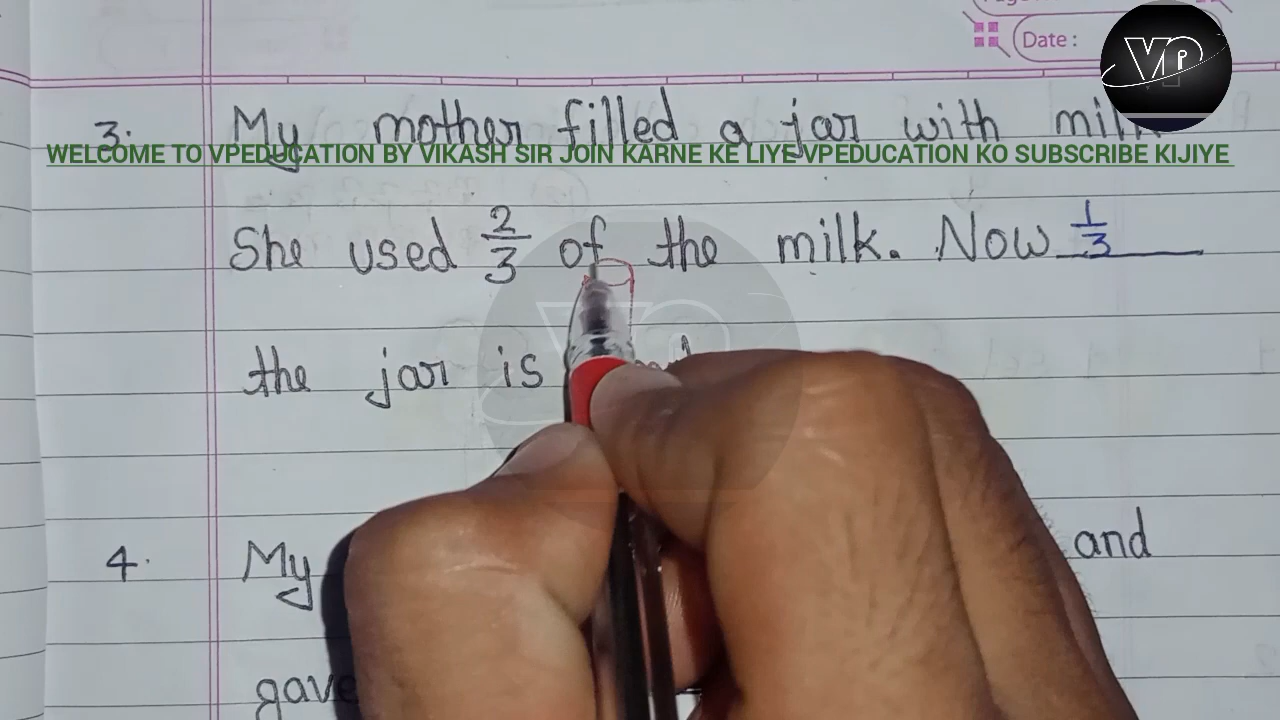 Date :
VP
3. My mother filled a jar with milk
WELCOME TO VPEDUCATION BY VIKASH SIR JOIN KARNE KE LIYE VPEDUCATION KO SUBSCRIBE KIJIYE
She used 2/3 of the milk. Now 1/3
the jar is
4. My and
gave